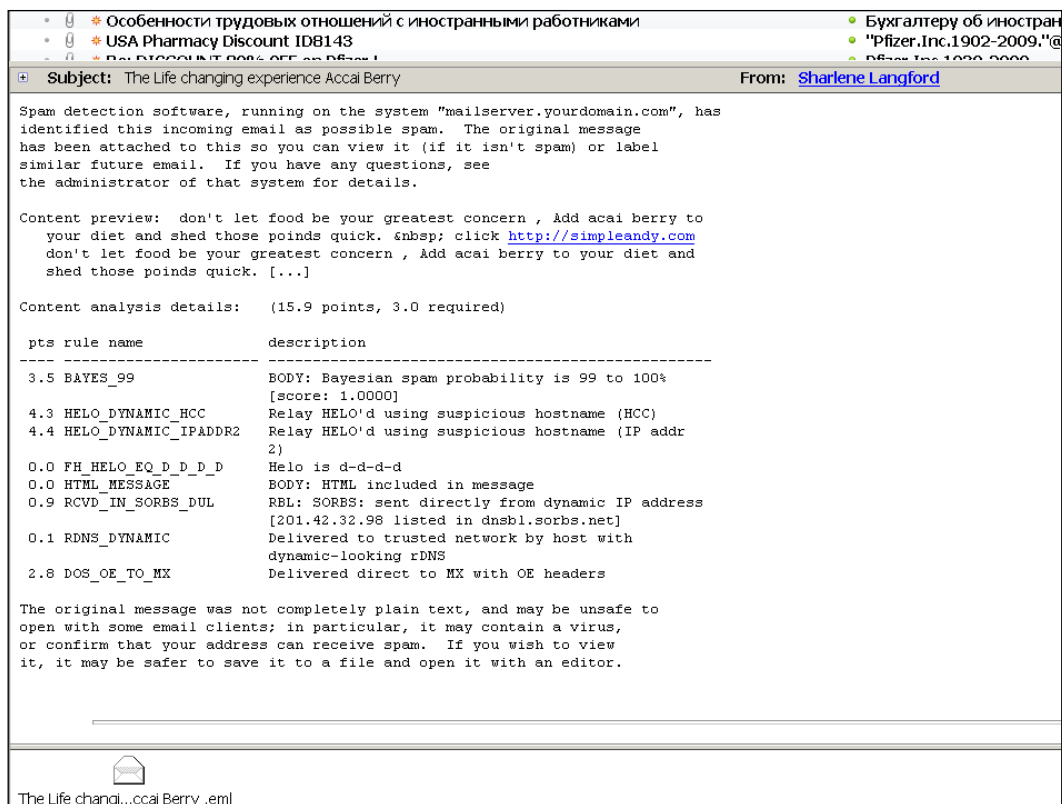 Особенности трудовых отношений с иностранными работниками Бухгалтеру об иностран
USA Pharmacy Discount ID8143 "Pfizer.Inc.1902-2009."@
Subject: The Life changing experience Accai Berry From: Sharlene Langford
Spam detection software, running on the system "mailserver.yourdomain.com", has
identified this incoming email as possible spam.  The original message
has been attached to this so you can view it (if it isn't spam) or label
similar future email.  If you have any questions, see
the administrator of that system for details.
Content preview:  don't let food be your greatest concern , Add acai berry to
your diet and shed those poinds quick. &nbsp; click http://simpleandy.com
don't let food be your greatest concern , Add acai berry to your diet and
shed those poinds quick. [...]
Content analysis details:   (15.9 points, 3.0 required)
pts rule name              description
---- ---------------------- --------------------------------------------------
3.5 BAYES_99               BODY: Bayesian spam probability is 99 to 100%
[score: 1.0000]
4.3 HELO_DYNAMIC_HCC       Relay HELO'd using suspicious hostname (HCC)
4.4 HELO_DYNAMIC_IPADDR2   Relay HELO'd using suspicious hostname (IP addr
2)
0.0 FH_HELO_EQ_D_D_D_D     Helo is d-d-d-d
0.0 HTML_MESSAGE           BODY: HTML included in message
0.9 RCVD_IN_SORBS_DUL      RBL: SORBS: sent directly from dynamic IP address
[201.42.32.98 listed in dnsbl.sorbs.net]
0.1 RDNS_DYNAMIC           Delivered to trusted network by host with
dynamic-looking rDNS
2.8 DOS_OE_TO_MX           Delivered direct to MX with OE headers
The original message was not completely plain text, and may be unsafe to
open with some email clients; in particular, it may contain a virus,
or confirm that your address can receive spam.  If you wish to view
it, it may be safer to save it to a file and open it with an editor.
The Life changi...ccai Berry .eml